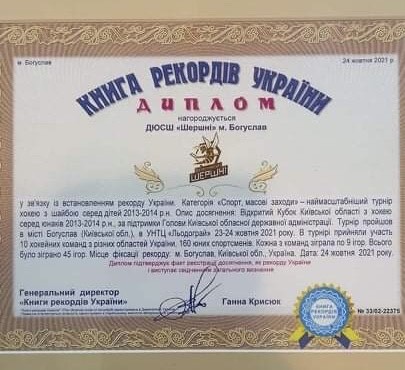 м. Богуслав
24 жовтня 2021 р.
КНИГА РЕКОРДІВ УКРАЇНИ
ДИПЛОМ
нагороджується
ДЮСШ «Шершні» м. Богуслав
ШЕРШНІ
у зв'язку із встановленням рекорду України. Категорія «Спорт, масові заходи» – наймасштабніший турнір
хокею з шайбою серед дітей 2013-2014 р.н. Опис досягнення: Відкритий Кубок Київської області з хокею
серед юнаків 2013-2014 р.н., за підтримки Голови Київської обласної державної адміністрації. Турнір пройшов
в місті Богуслав (Київської обл.), в УНТЦ «Льодограй» 23-24 жовтня 2021 року. В турнірі прийняли участь
10 хокейних команд з різних областей України, 160 юних спортсменів. Кожна з команд зіграла по 9 ігор. Всього
було зіграно 45 ігор. Місце фіксації рекорду: м. Богуслав, Київська обл., Україна. Дата: 24 жовтня 2021 року.
Диплом підтверджує факт реєстрації досягнення, як рекорду України
і виступає свідченням загального визнання
Генеральний директор
«Книги рекордів України»
Ганна Крисюк
КНИГА
РЕКОРДІВ
УКРАЇНИ
№ 33/02-22375